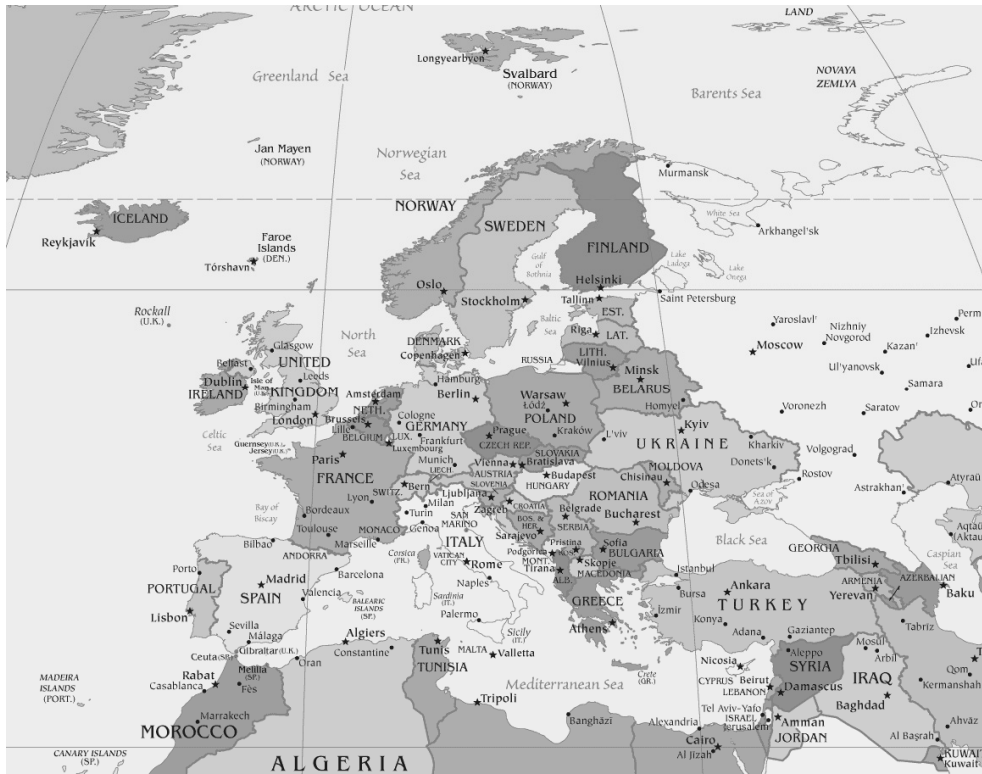 ARCTIC OCEAN
LAND
Longyearbyen
Svalbard
(NORWAY)
Greenland Sea
NOVAYA
ZEMLYA
Barents Sea
Jan Mayen
(NORWAY)
Norwegian
Sea
Murmansk
NORWAY
SWEDEN
White Sea
ICELAND
Reykjavík
Arkhangel'sk
Faroe
Islands
(DEN.)
Tórshavn
FINLAND
Gulf
of
Bothnia
Lake
Ladoga
Lake
Onega
Oslo
Helsinki
Stockholm
Tallinn
Saint Petersburg
Rockall
(U.K.)
EST.
Baltic
Sea
North
Sea
Riga
LAT.
Yaroslavl'
Nizhniy
Novgorod
Perm
Izhevsk
Moscow
Kazan'
Glasgow
DENMARK
Copenhagen
LITH.
Vilnius
RUSSIA
Belfast
UNITED
KINGDOM
Leeds
Ul'yanovsk
Ufa
Dublin
IRELAND
Isle of
Man (U.K.)
Minsk
BELARUS
Samara
Hamburg
Berlin
Birmingham
Amsterdam
NETH.
Warsaw
Łódź
POLAND
Homyel'
Voronezh
Saratov
Or
London
Brussels
Lille
BELGIUM
LUX.
Luxembourg
Cologne
GERMANY
Frankfurt
Prague
CZECH REP.
Kraków
L'viv
Kyiv
UKRAINE
Kharkiv
Volgograd
Celtic
Sea
Guernsey (U.K.)
Jersey (U.K.)
Paris
FRANCE
Munich
LIECH.
Vienna
AUSTRIA
SLOVAKIA
Bratislava
Donets'k
Rostov
Bern
SWITZ.
SLOVENIA
Ljubljana
Budapest
HUNGARY
MOLDOVA
Chisinau
Odesa
Astrakhan'
Atyraū
Sea of
Azov
Bay of
Biscay
Lyon
Milan
Turin
Genoa
Zagreb
CROATIA
ROMANIA
Bucharest
Belgrade
SERBIA
Bordeaux
Toulouse
MONACO
Marseille
SAN
MARINO
BOS. &
HER.
Sarajevo
Aqtaū
(Aktau
Black Sea
Caspian
Sea
Bilbao
ANDORRA
Corsica
(FR.)
ITALY
VATICAN
CITY
Rome
Pristina
KOS.
Podgorica
MONT.
Sofia
BULGARIA
Skopje
MACEDONIA
Tirana
ALB.
GEORGIA
Tbilisi
Istanbul
Porto
PORTUGAL
Lisbon
Madrid
SPAIN
Barcelona
Valencia
BALEARIC
ISLANDS
(SP.)
Sardinia
(IT.)
Naples
ARMENIA
Yerevan
AZERBAIJAN
Baku
Bursa
Ankara
TURKEY
GREECE
Athens
İzmir
Konya
Adana
Gaziantep
Tabrīz
Sevilla
Málaga
Gibraltar (U.K.)
Ceuta (SP.)
Melilla
(SP.)
Palermo
Sicily
(IT.)
MALTA
Valletta
Algiers
Oran
Constantine
Tunis
TUNISIA
Crete
(GR.)
Nicosia
CYPRUS
Aleppo
SYRIA
Mosul
Arbil
Qom
Kermanshah
Beirut
LEBANON
Damascus
IRAQ
Baghdad
MADEIRA
ISLANDS
(PORT.)
Rabat
Casablanca
Fès
Mediterranean Sea
Tripoli
Banghāzī
Alexandria
Tel Aviv-Yafo
ISRAEL
Jerusalem
Amman
JORDAN
Ahvāz
Marrakech
MOROCCO
ALGERIA
Cairo
Al Jīzah
Al Başrah
KUWAIT
Kuwait
CANARY ISLANDS
(SP.)